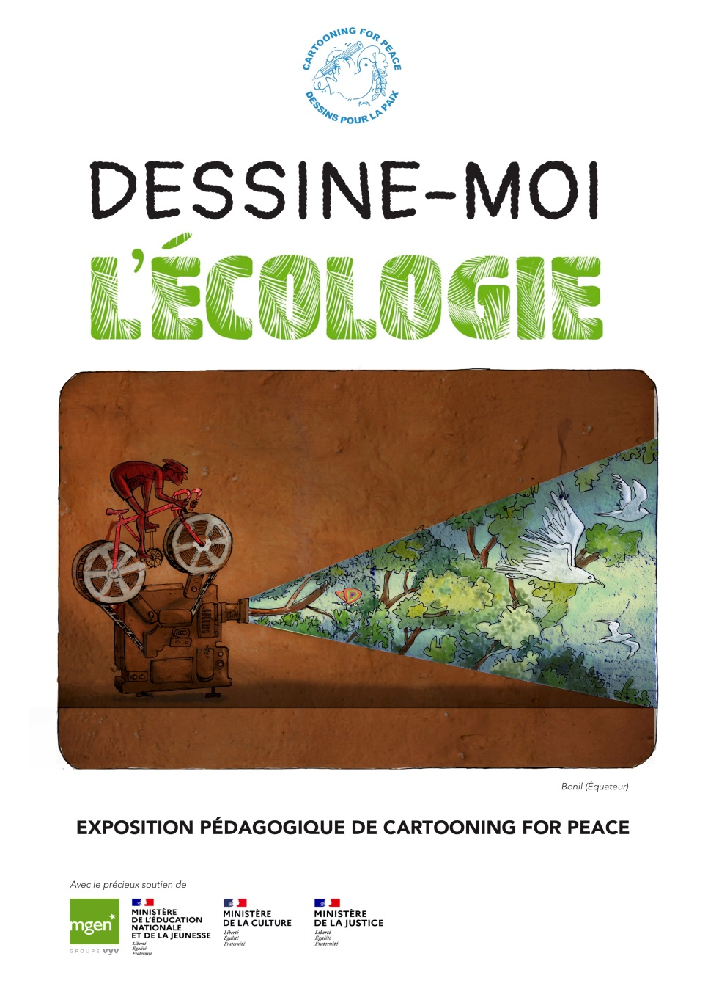 CARTOONING FOR PEACE
DESSINS POUR LA PAIX
DESSINE-MOI
L'ÉCOLOGIE
Bonil (Équateur)
EXPOSITION PÉDAGOGIQUE DE CARTOONING FOR PEACE
Avec le précieux soutien de
mgen*
GROUPE vyv
MINISTÈRE
DE L'ÉDUCATION
NATIONALE
ET DE LA JEUNESSE
Liberté
Égalité
Fraternité
MINISTÈRE
DE LA CULTURE
Liberté
Égalité
Fraternité
MINISTÈRE
DE LA JUSTICE
Liberté
Égalité
Fraternité